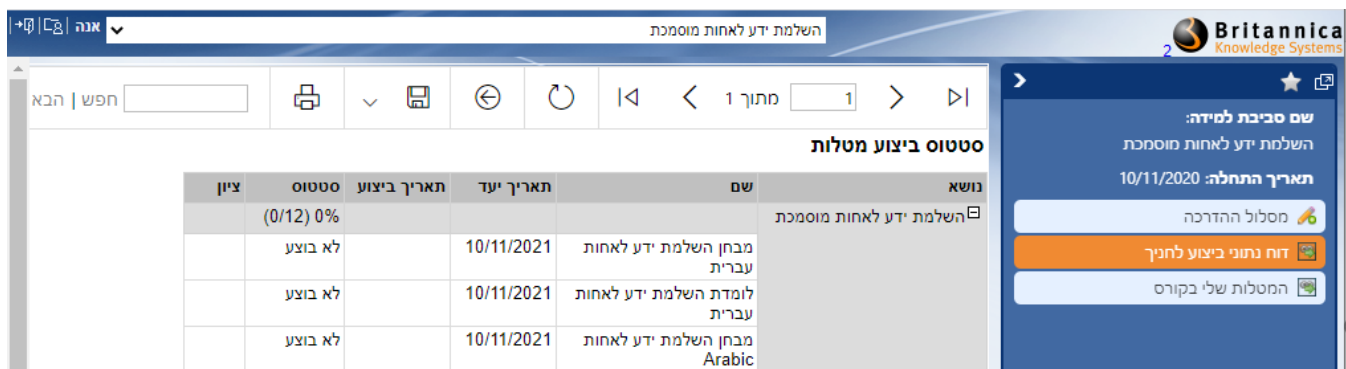 Britannica
Knowledge Systems
2
השלמת ידע לאחות מוסמכת
אנה
שם סביבת למידה:
השלמת ידע לאחות מוסמכת
תאריך התחלה: 10/11/2020
מסלול ההדרכה
דוח נתוני ביצוע לחניך
המטלות שלי בקורס
1 מתוך 1
חפש | הבא
סטטוס ביצוע מטלות
נושא שם תאריך יעד תאריך ביצוע סטטוס ציון
השלמת ידע לאחות מוסמכת 0% (0/12)
מבחן השלמת ידע לאחות 10/11/2021 לא בוצע
עברית
לומדת השלמת ידע לאחות 10/11/2021 לא בוצע
עברית
מבחן השלמת ידע לאחות 10/11/2021 לא בוצע
Arabic